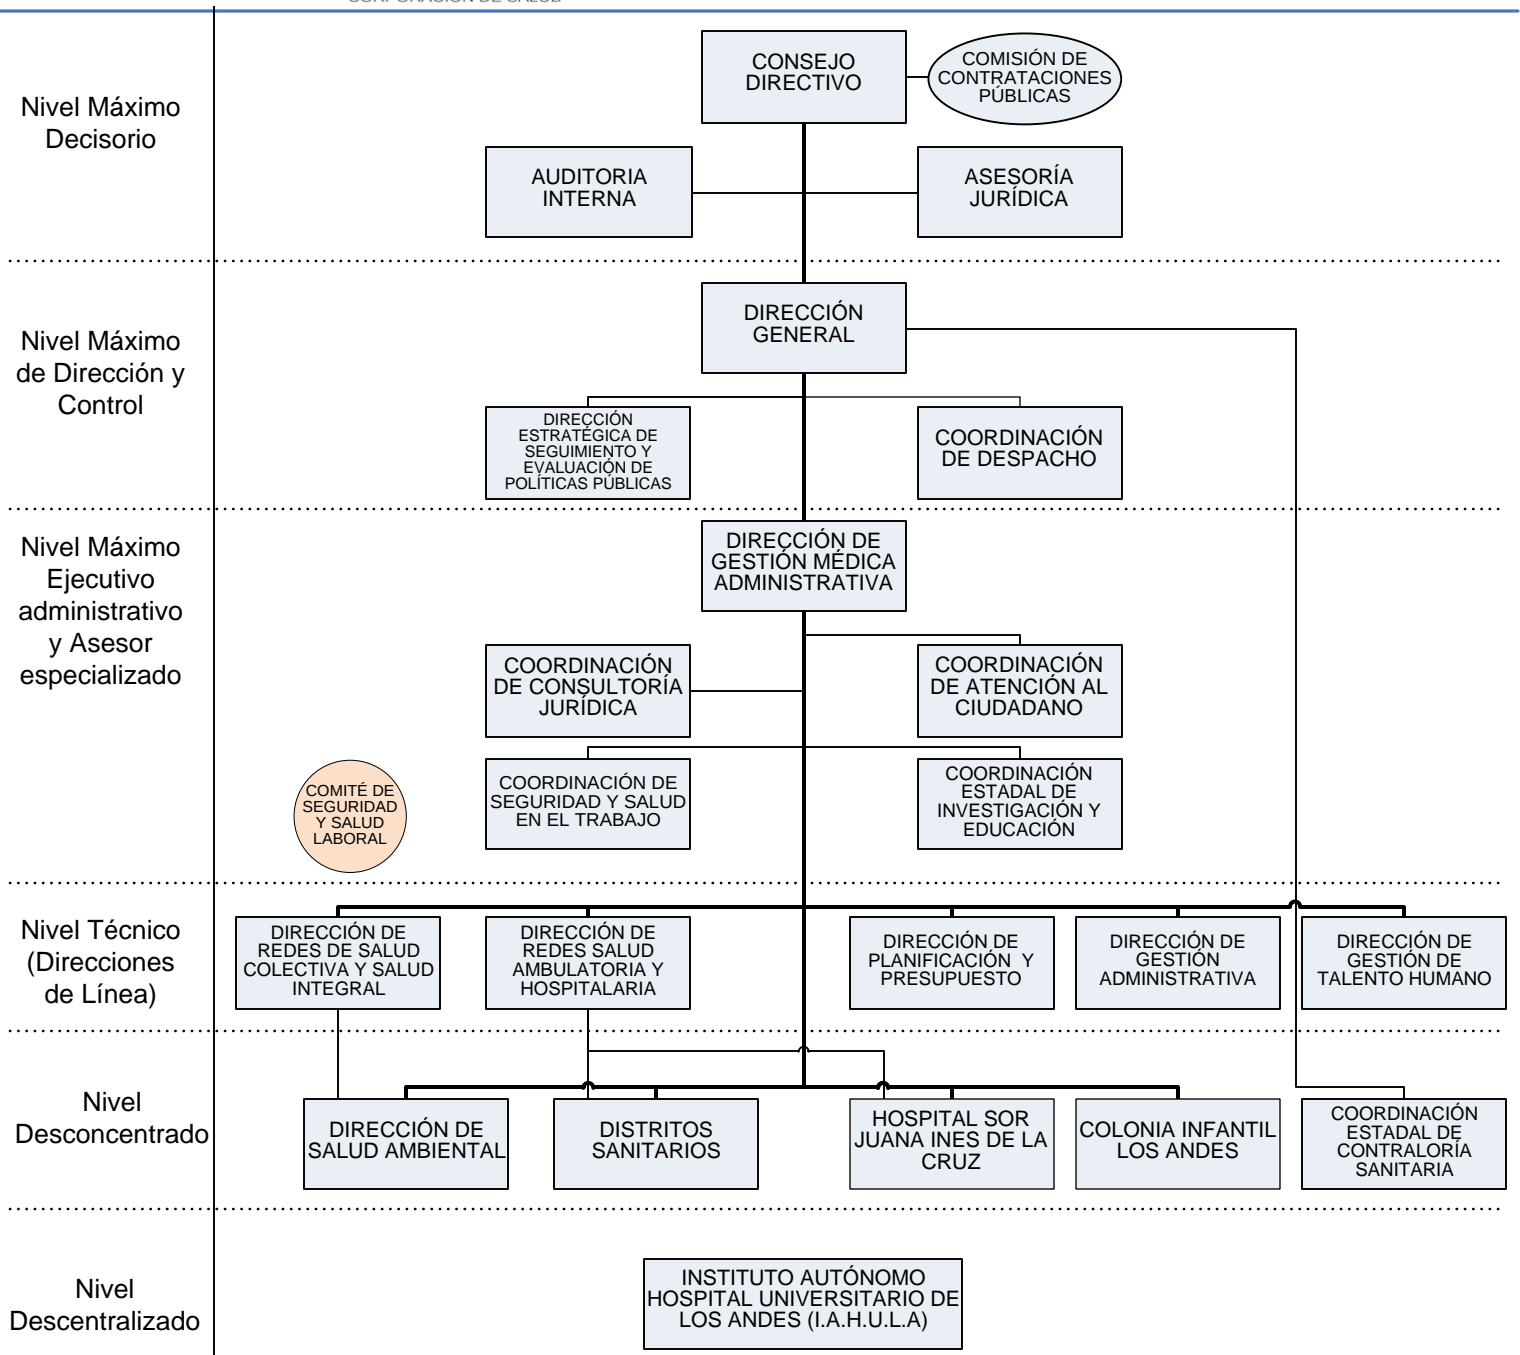 CORPORACIÓN DE SALUD
Nivel Máximo
Decisorio
CONSEJO
DIRECTIVO
COMISIÓN DE
CONTRATACIONES
PÚBLICAS
AUDITORIA
INTERNA
ASESORÍA
JURÍDICA
Nivel Máximo
de Dirección y
Control
DIRECCIÓN
GENERAL
DIRECCIÓN
ESTRATÉGICA DE
SEGUIMIENTO Y
EVALUACIÓN DE
POLÍTICAS PÚBLICAS
COORDINACIÓN
DE DESPACHO
Nivel Máximo
Ejecutivo
administrativo
y Asesor
especializado
DIRECCIÓN DE
GESTIÓN MÉDICA
ADMINISTRATIVA
COORDINACIÓN
DE CONSULTORÍA
JURÍDICA
COORDINACIÓN
DE ATENCIÓN AL
CIUDADANO
COMITÉ DE
SEGURIDAD
Y SALUD
LABORAL
COORDINACIÓN DE
SEGURIDAD Y SALUD
EN EL TRABAJO
COORDINACIÓN
ESTADAL DE
INVESTIGACIÓN Y
EDUCACIÓN
Nivel Técnico
(Direcciones
de Línea)
DIRECCIÓN DE
REDES DE SALUD
COLECTIVA Y SALUD
INTEGRAL
DIRECCIÓN DE
REDES SALUD
AMBULATORIA Y
HOSPITALARIA
DIRECCIÓN DE
PLANIFICACIÓN Y
PRESUPUESTO
DIRECCIÓN DE
GESTIÓN
ADMINISTRATIVA
DIRECCIÓN DE
GESTIÓN DE
TALENTO HUMANO
Nivel
Desconcentrado
DIRECCIÓN DE
SALUD AMBIENTAL
DISTRITOS
SANITARIOS
HOSPITAL SOR
JUANA INES DE LA
CRUZ
COLONIA INFANTIL
LOS ANDES
COORDINACIÓN
ESTADAL DE
CONTRALORÍA
SANITARIA
Nivel
Descentralizado
INSTITUTO AUTÓNOMO
HOSPITAL UNIVERSITARIO DE
LOS ANDES (I.A.H.U.L.A)